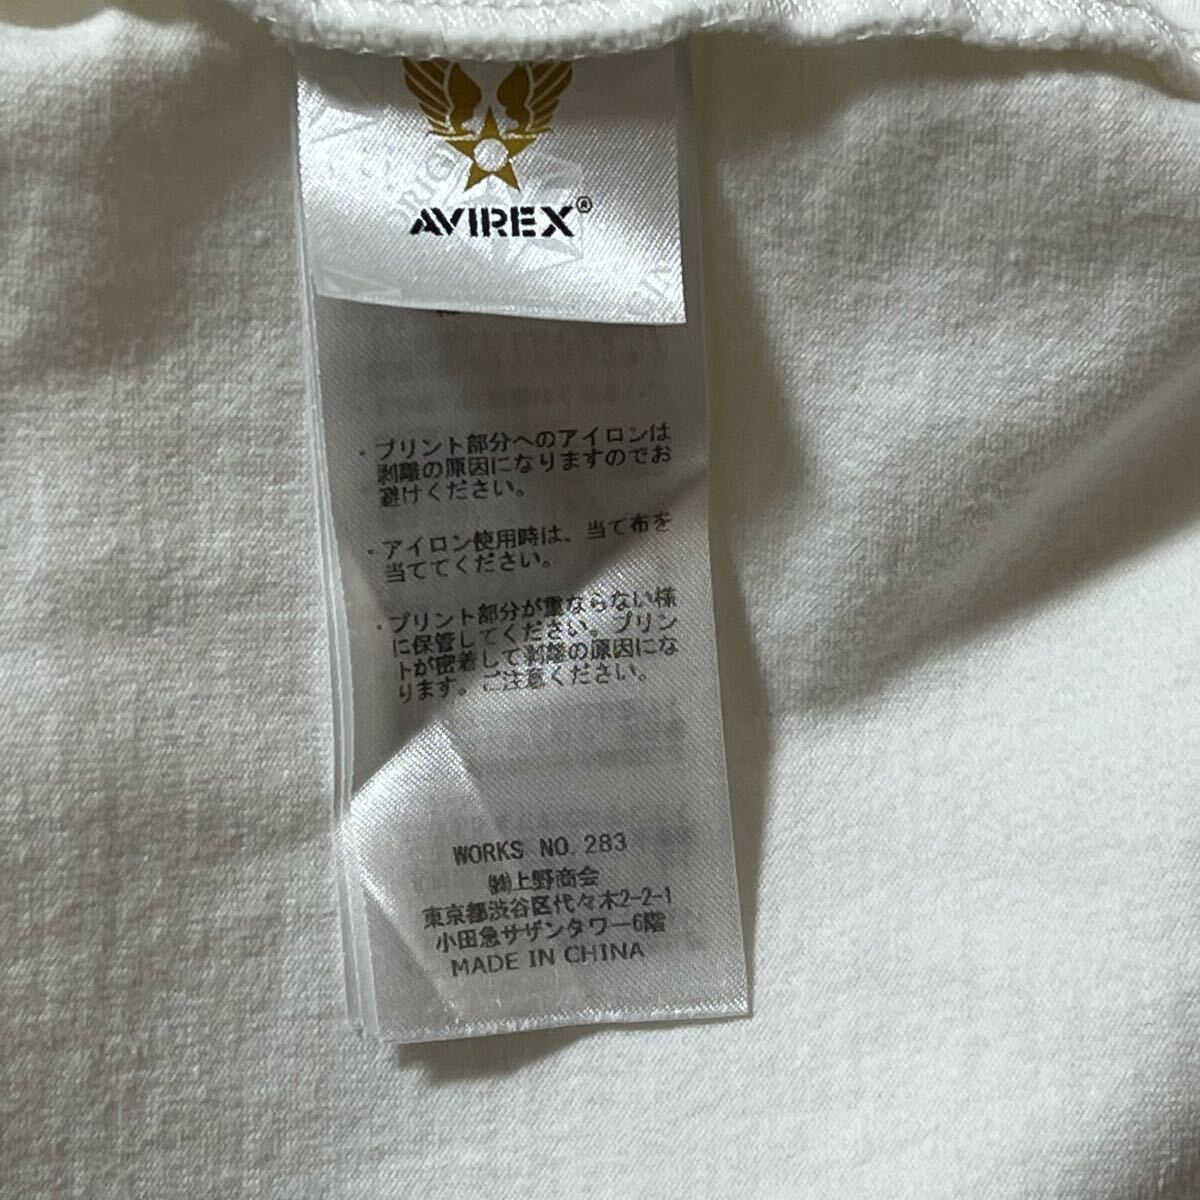 AVIREX®
・プリント部分へのアイロンは
剥離の原因になりますのでお
避けください。
・アイロン使用時は、当て布を
当ててください。
・プリント部分が重ならない様
に保管してください。プリン
トが密着して剥離の原因にな
ります。ご注意ください。
WORKS NO. 283
㈱上野商会
東京都渋谷区代々木2-2-1
小田急サザンタワー6階
MADE IN CHINA